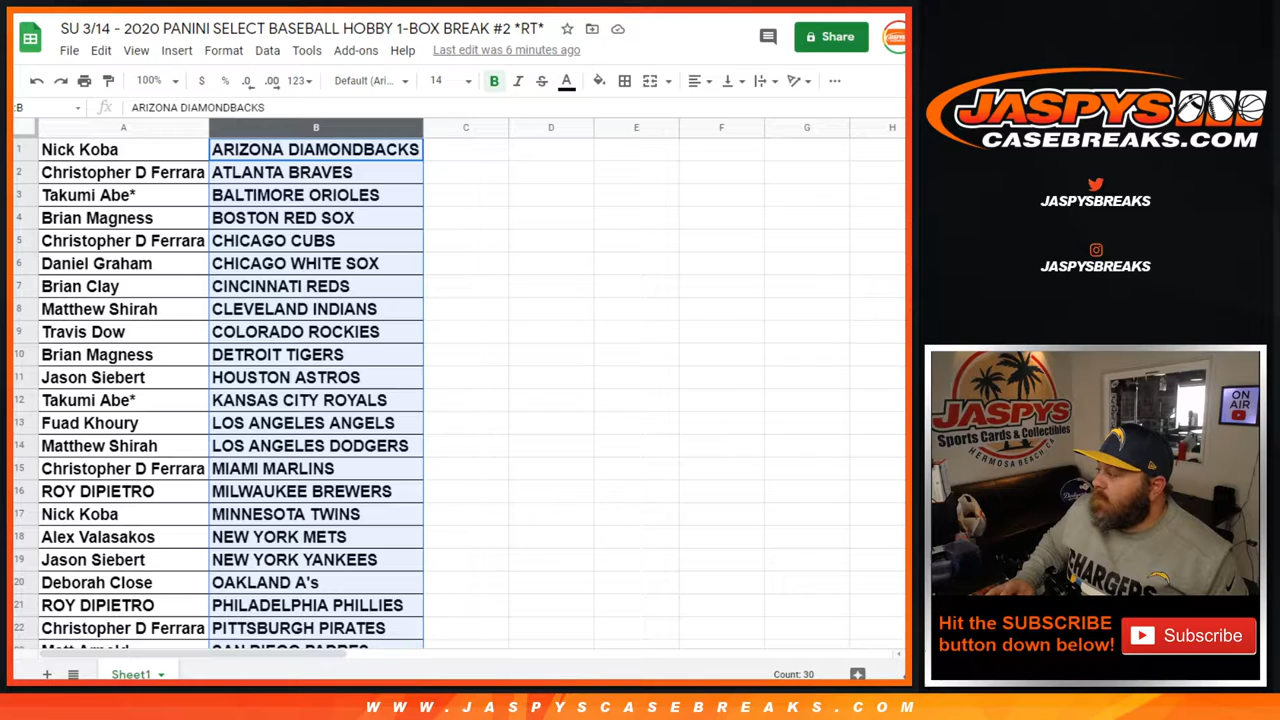 SU 3/14 - 2020 PANINI SELECT BASEBALL HOBBY 1-BOX BREAK #2 *RT*
File Edit View Insert Format Data Tools Add-ons Help Last edit was 6 minutes ago
Share
100% $ % .0 .00 123 Default (Ari... 14 B I S A
:B fx ARIZONA DIAMONDBACKS
A B C D E F G H
1 Nick Koba ARIZONA DIAMONDBACKS
2 Christopher D Ferrara ATLANTA BRAVES
3 Takumi Abe* BALTIMORE ORIOLES
4 Brian Magness BOSTON RED SOX
5 Christopher D Ferrara CHICAGO CUBS
6 Daniel Graham CHICAGO WHITE SOX
7 Brian Clay CINCINNATI REDS
8 Matthew Shirah CLEVELAND INDIANS
9 Travis Dow COLORADO ROCKIES
10 Brian Magness DETROIT TIGERS
11 Jason Siebert HOUSTON ASTROS
12 Takumi Abe* KANSAS CITY ROYALS
13 Fuad Khoury LOS ANGELES ANGELS
14 Matthew Shirah LOS ANGELES DODGERS
15 Christopher D Ferrara MIAMI MARLINS
16 ROY DIPIETRO MILWAUKEE BREWERS
17 Nick Koba MINNESOTA TWINS
18 Alex Valasakos NEW YORK METS
19 Jason Siebert NEW YORK YANKEES
20 Deborah Close OAKLAND A's
21 ROY DIPIETRO PHILADELPHIA PHILLIES
22 Christopher D Ferrara PITTSBURGH PIRATES
Matt Arnold SAN DIEGO PADRES
Sheet1
Count: 30
JASPYS
CASEBREAKS.COM
JASPYSBREAKS
JASPYSBREAKS
JASPYS
Sports Cards & Collectibles
HERMOSA BEACH, CA
ON AIR
Dodgers
CHARGERS
Hit the SUBSCRIBE
button down below!
Subscribe
WWW.JASPYSCASEBREAKS.COM